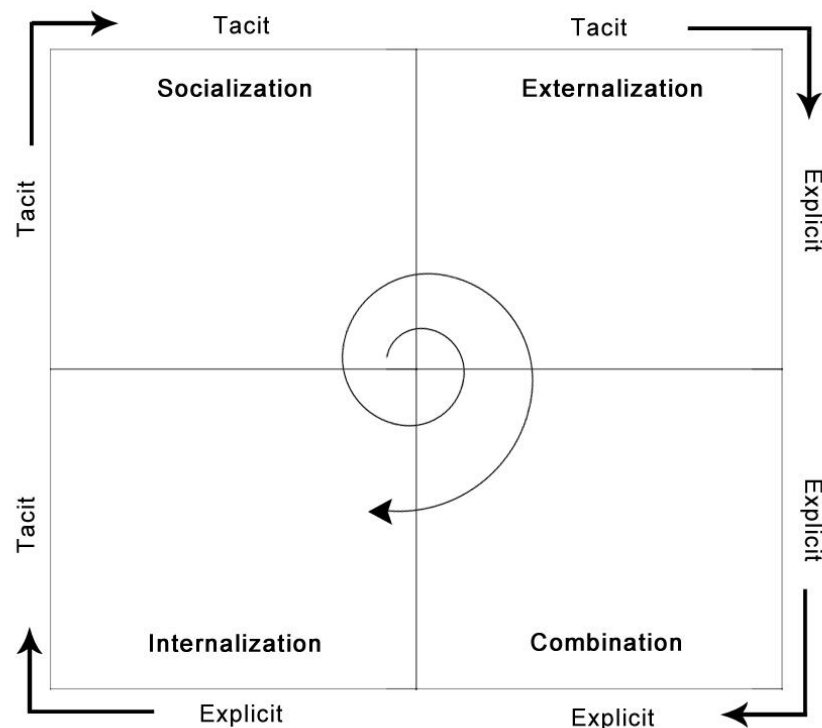 Tacit
Tacit
Socialization
Externalization
Tacit
Explicit
Tacit
Explicit
Internalization
Combination
Explicit
Explicit